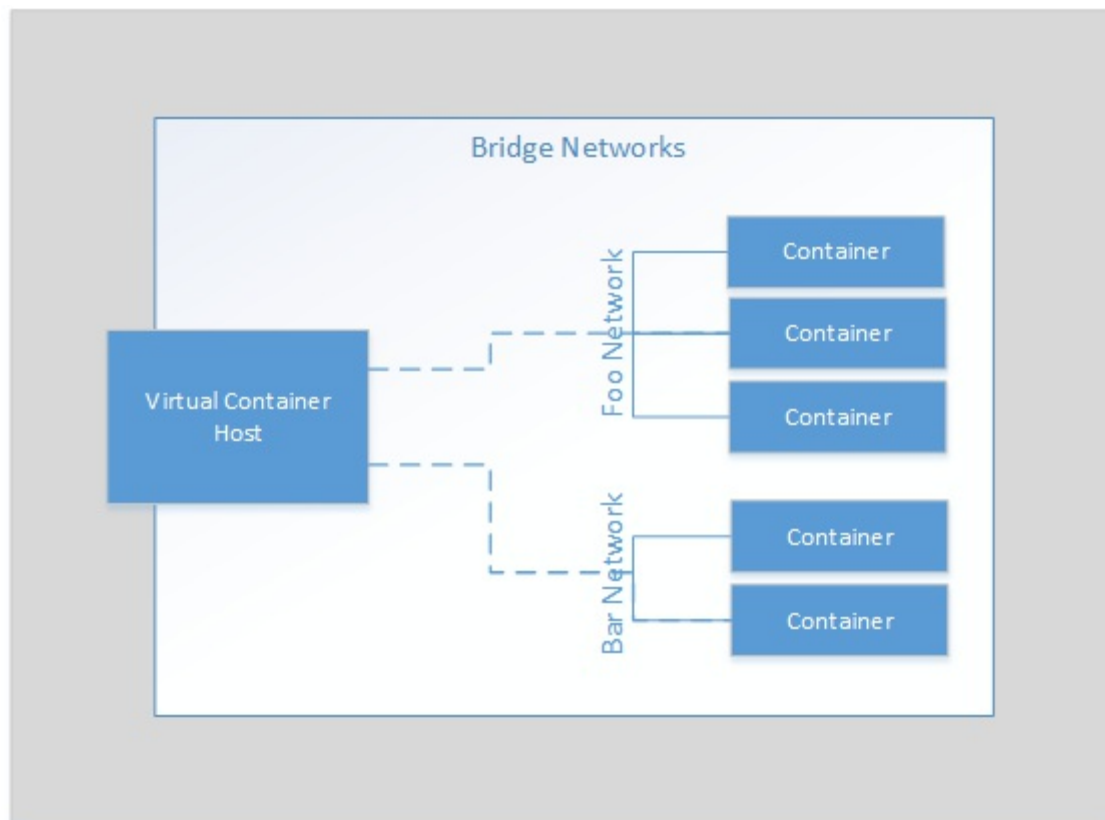 Bridge Networks
Virtual Container
Host
Foo Network
Container
Container
Container
Bar Network
Container
Container